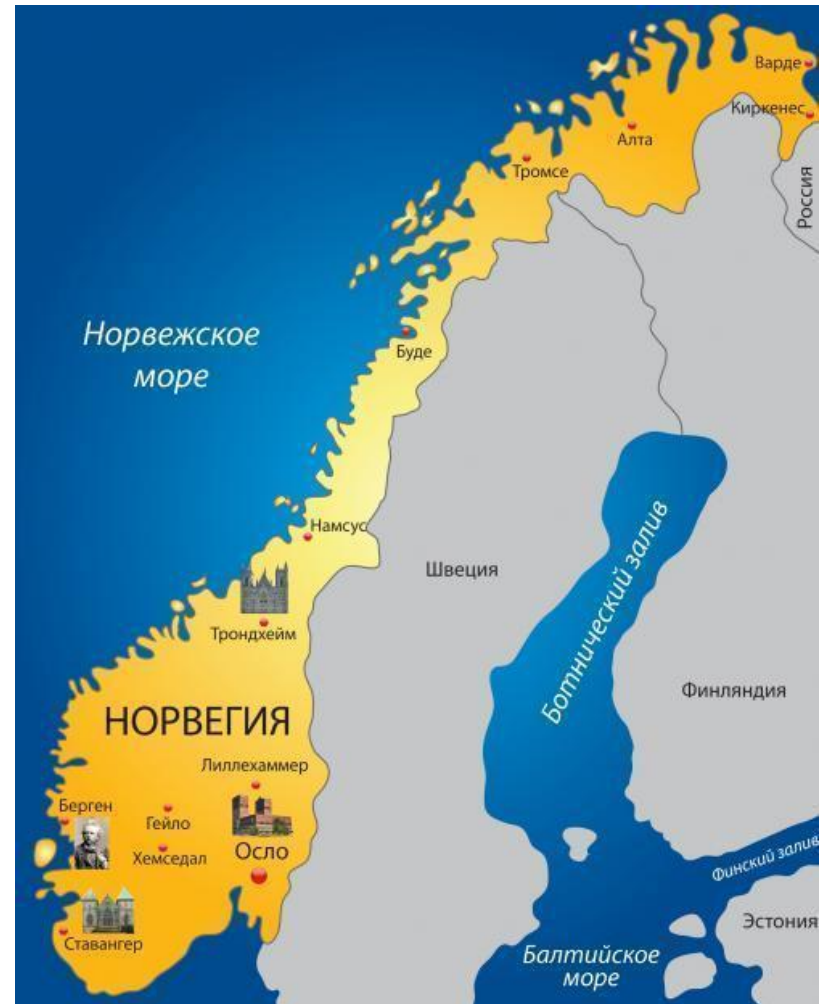 Варде
Киркенес
Алта
Тромсе
Россия
Норвежское
море
Буде
Намсус
Ботнический залив
Швеция
Трондхейм
Финляндия
НОРВЕГИЯ
Лиллехаммер
Берген
Гейло
Осло
Хемседал
Финский залив
Эстония
Ставангер
Балтийское
море